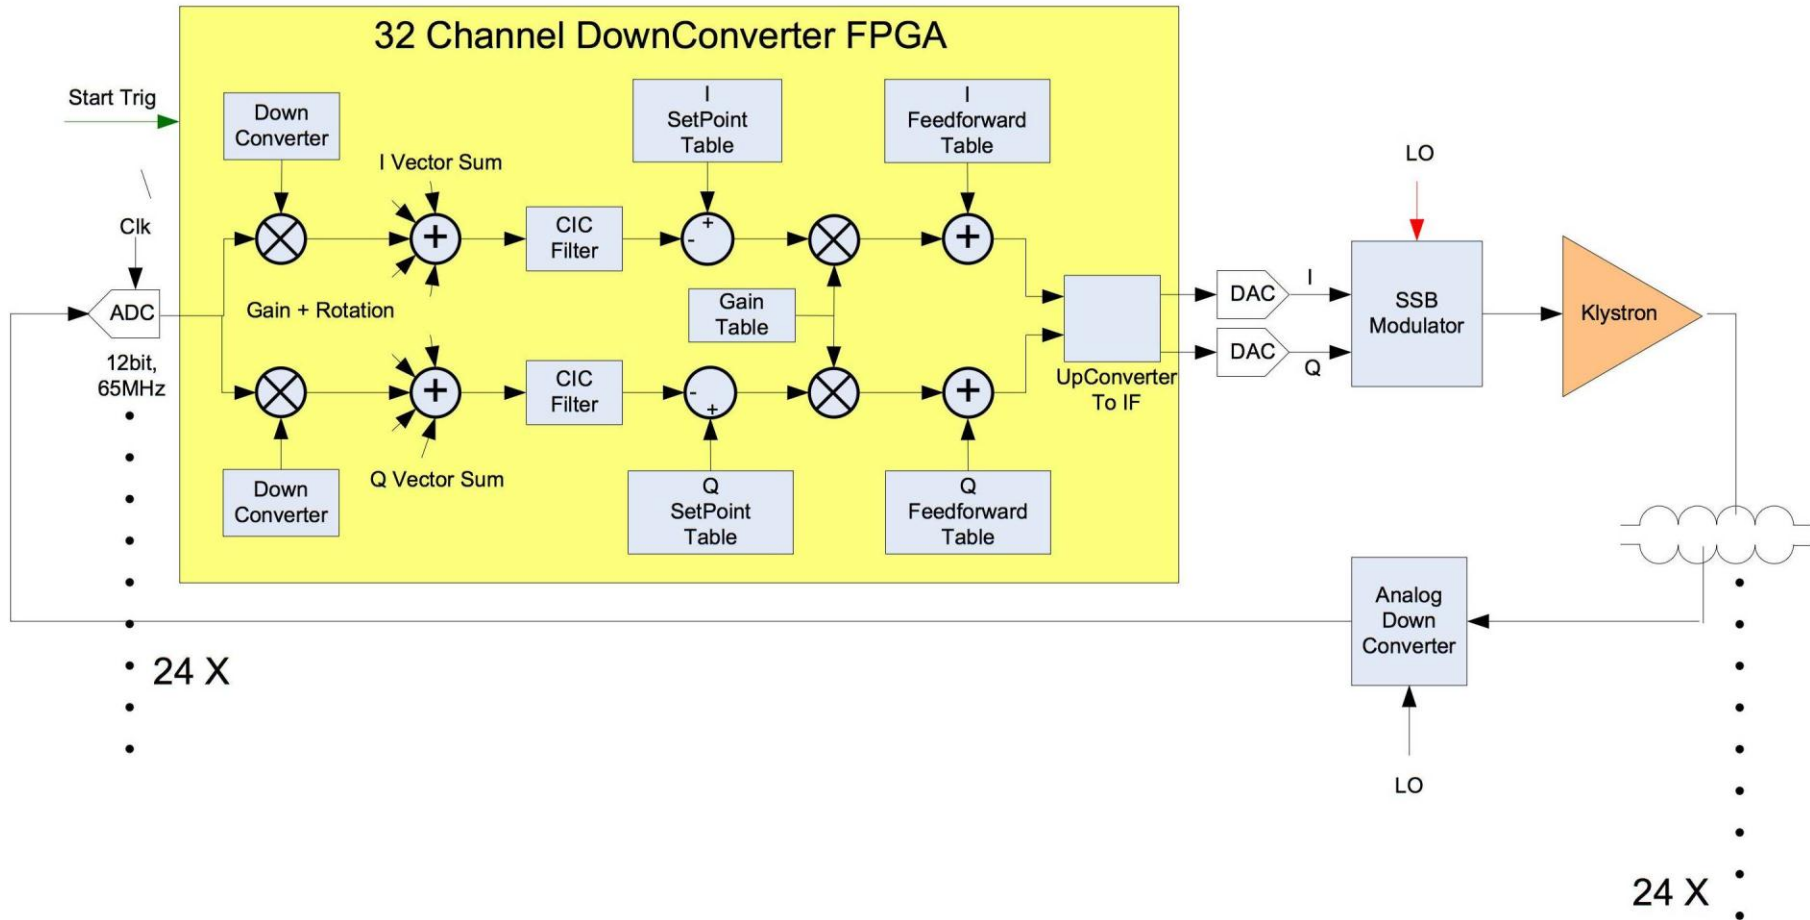 32 Channel DownConverter FPGA
Start Trig
Down
Converter
I
SetPoint
Table
I
Feedforward
Table
LO
I Vector Sum
Clk
CIC
Filter
+
-
+
+
ADC
Gain + Rotation
Gain
Table
DAC
I
SSB
Modulator
Klystron
12bit,
65MHz
DAC
Q
UpConverter
To IF
+
CIC
Filter
-
+
+
Down
Converter
Q Vector Sum
Q
SetPoint
Table
Q
Feedforward
Table
Analog
Down
Converter
24 X
LO
24 X